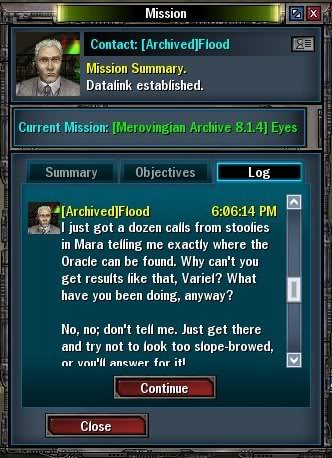 Mission
Contact: [Archived]Flood
Mission Summary.
Datalink established.
Current Mission: [Merovingian Archive 8.1.4] Eyes
Summary Objectives Log
[Archived]Flood 6:06:14 PM
I just got a dozen calls from stoolies
in Mara telling me exactly where the
Oracle can be found. Why can't you
get results like that, Varief? What
have you been doing, anyway?
No, no; don't tell me. Just get there
and try not to look too slope-browed,
or you'll answer for it!
Continue
Close